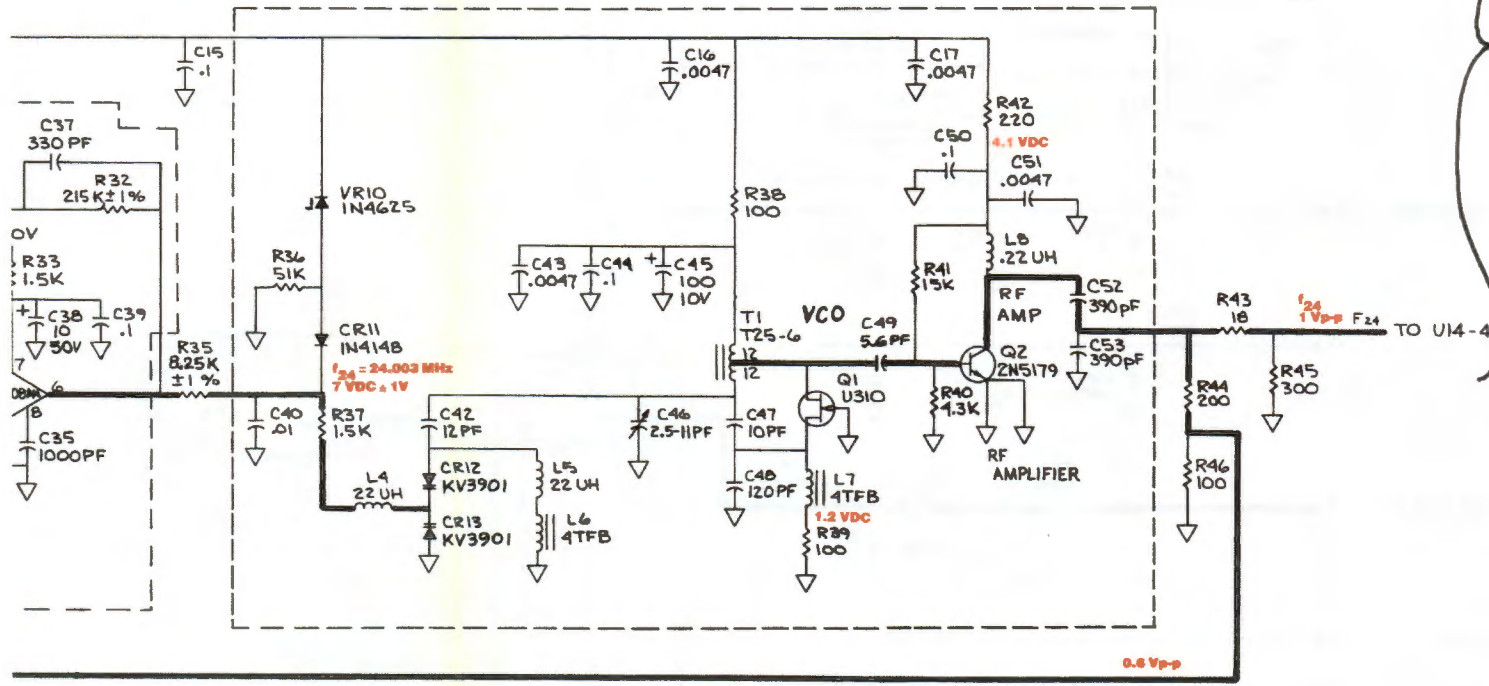 C15
.1
C16
.0047
C17
.0047
R42
220
C37
330 PF
4.1 VDC
C50
.1
C51
.0047
R32
215K±1%
VR10
1N4625
R38
100
0V
R33
1.5K
R36
51K
C43
.0047
C44
.1
+
C45
100
10V
R41
15K
L8
.22 UH
+
C38
10
50V
C39
.1
CR11
1N4148
T1
T25-6
VCO
C49
5.6PF
RF
AMP
C52
390pF
R43
18
f24
1 Vp-p
F24
TO U14-4
R35
8.25K
±1%
7
6
8
f24 = 24.003 MHz
7 VDC ± 1V
12
12
Q2
2N5179
C53
390pF
C40
.01
R37
1.5K
C42
12PF
C46
2.5-11PF
C47
10PF
Q1
U310
R40
4.3K
R44
200
R45
300
C35
1000PF
L4
22 UH
CR12
KV3901
L5
22 UH
C48
120PF
L7
4TFB
RF
AMPLIFIER
R46
100
CR13
KV3901
L6
4TFB
1.2 VDC
R39
100
0.6 Vp-p